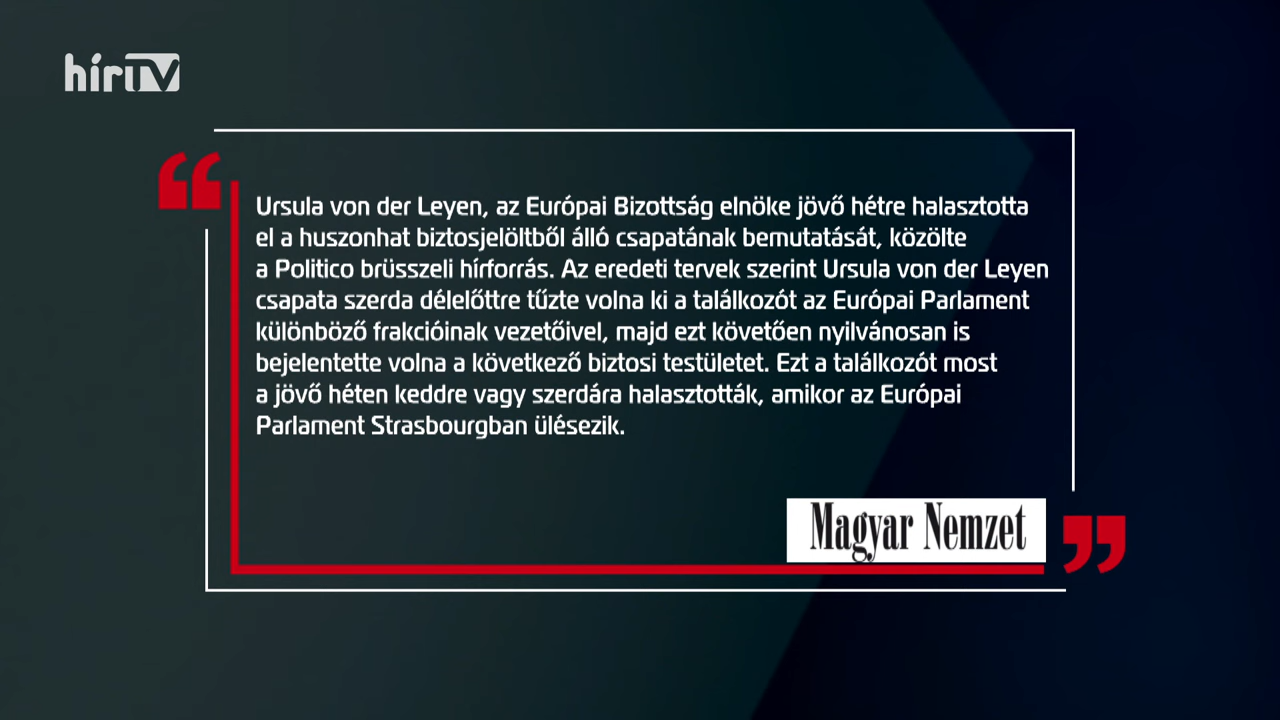 hírTV
Ursula von der Leyen, az Európai Bizottság elnöke jövő hétre halasztotta
el a huszonhat biztosjelöltből álló csapatának bemutatását, közölte
a Politico brüsszeli hírforrás. Az eredeti tervek szerint Ursula von der Leyen
csapata szerda délelőttre tűzte volna ki a találkozót az Európai Parlament
különböző frakcióinak vezetőivel, majd ezt követően nyilvánosan is
bejelentette volna a következő biztosi testületet. Ezt a találkozót most
a jövő héten keddre vagy szerdára halasztották, amikor az Európai
Parlament Strasbourgban ülésezik.
Magyar Nemzet